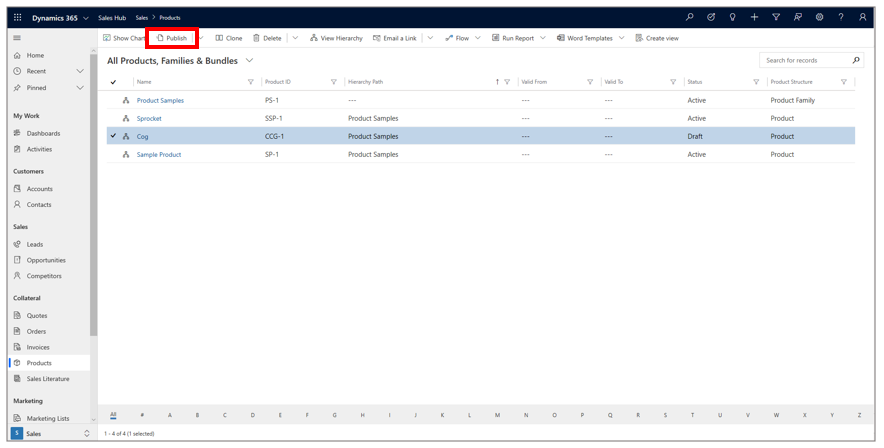 Dynamics 365 Sales Hub Sales > Products
Show Chart Publish Clone Delete View Hierarchy Email a Link Flow Run Report Word Templates Create view
Home
Recent
Pinned
My Work
Dashboards
Activities
Customers
Accounts
Contacts
Sales
Leads
Opportunities
Competitors
Collateral
Quotes
Orders
Invoices
Products
Sales Literature
Marketing
Marketing Lists
S Sales
All Products, Families & Bundles
Search for records
Name Product ID Hierarchy Path Valid From Valid To Status Product Structure
Product Samples PS-1 --- --- --- Active Product Family
Sprocket SSP-1 Product Samples --- --- Active Product
Cog CCG-1 Product Samples --- --- Draft Product
Sample Product SP-1 Product Samples --- --- Active Product
All # A B C D E F G H I J K L M N O P Q R S T U V W X Y Z
1 - 4 of 4 (1 selected)